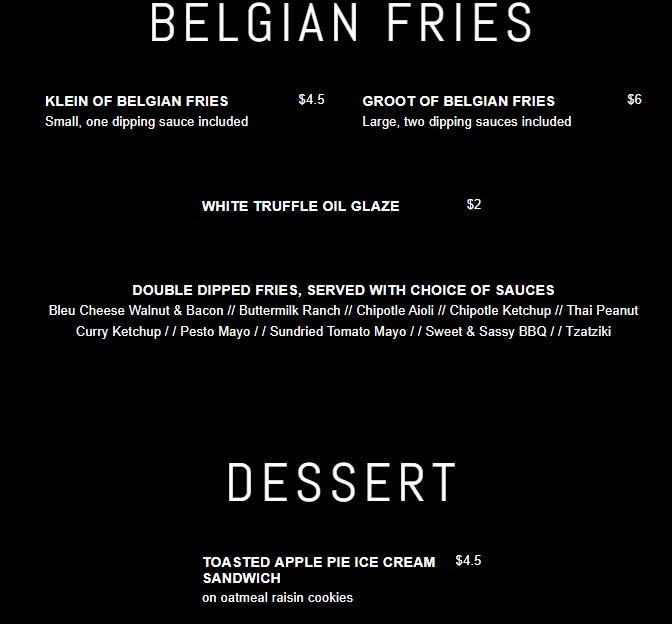 BELGIAN FRIES
KLEIN OF BELGIAN FRIES $4.5
Small, one dipping sauce included
GROOT OF BELGIAN FRIES $6
Large, two dipping sauces included
WHITE TRUFFLE OIL GLAZE $2
DOUBLE DIPPED FRIES, SERVED WITH CHOICE OF SAUCES
Bleu Cheese Walnut & Bacon // Buttermilk Ranch // Chipotle Aioli // Chipotle Ketchup // Thai Peanut
Curry Ketchup / / Pesto Mayo / / Sundried Tomato Mayo / / Sweet & Sassy BBQ / / Tzatziki
DESSERT
TOASTED APPLE PIE ICE CREAM $4.5
SANDWICH
on oatmeal raisin cookies